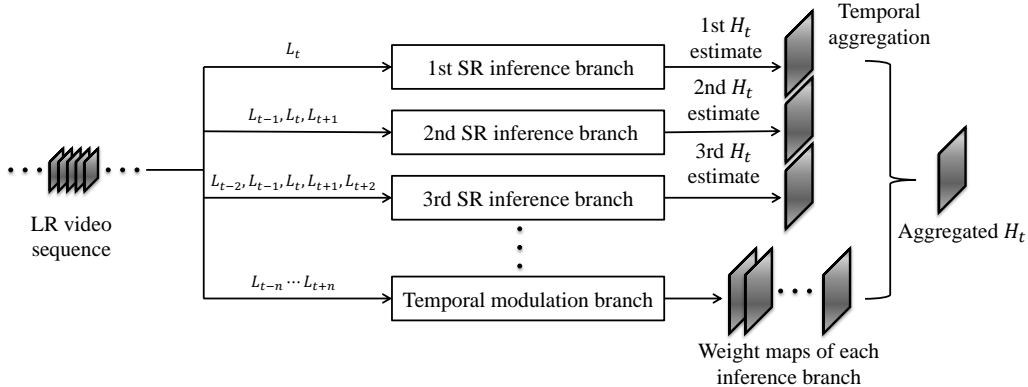 LR video
sequence
L_t
L_{t-1}, L_t, L_{t+1}
L_{t-2}, L_{t-1}, L_t, L_{t+1}, L_{t+2}
L_{t-n} ⋯ L_{t+n}
1st SR inference branch
2nd SR inference branch
3rd SR inference branch
Temporal modulation branch
1st H_t
estimate
2nd H_t
estimate
3rd H_t
estimate
Temporal
aggregation
Weight maps of each
inference branch
Aggregated H_t